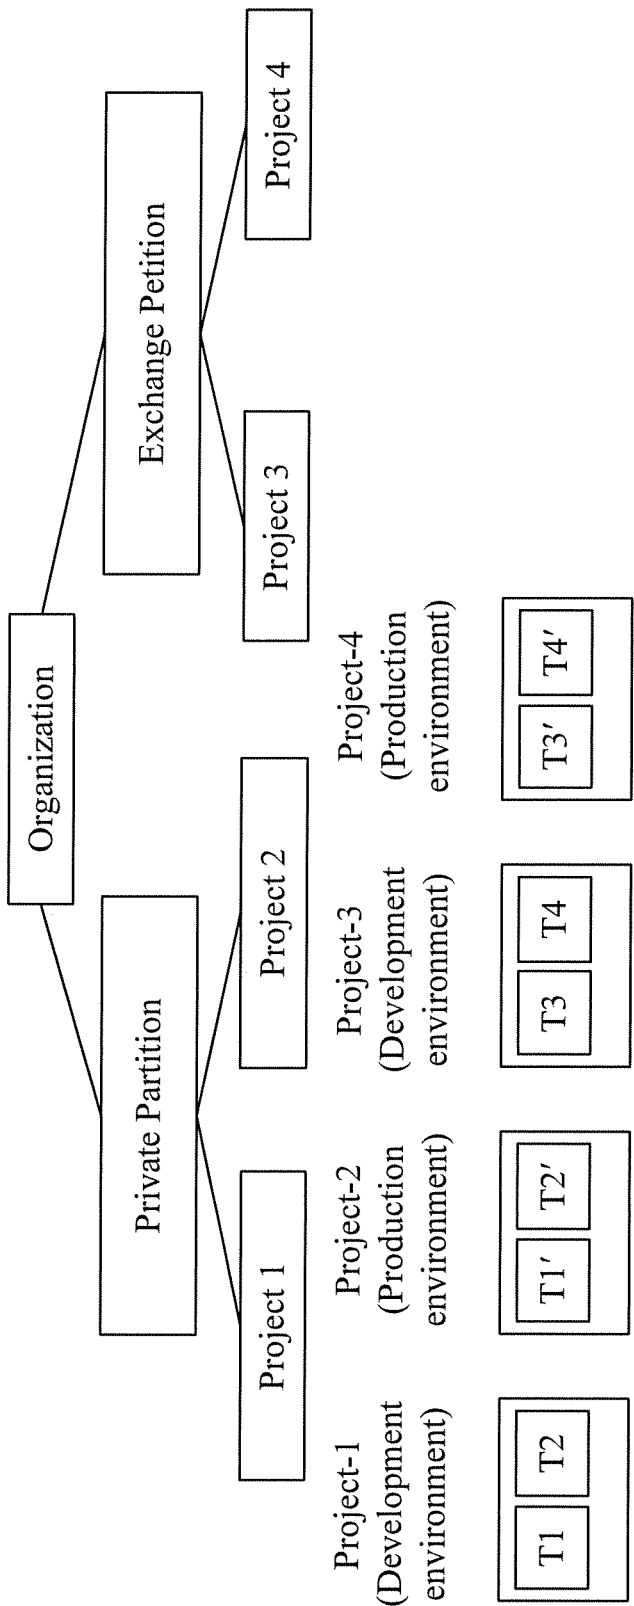 Organization
Private Partition
Exchange Petition
Project 1
Project 2
Project 3
Project 4
Project-1
(Development
environment)
Project-2
(Production
environment)
Project-3
(Development
environment)
Project-4
(Production
environment)
T1
T2
T1′
T2′
T3
T4
T3′
T4′